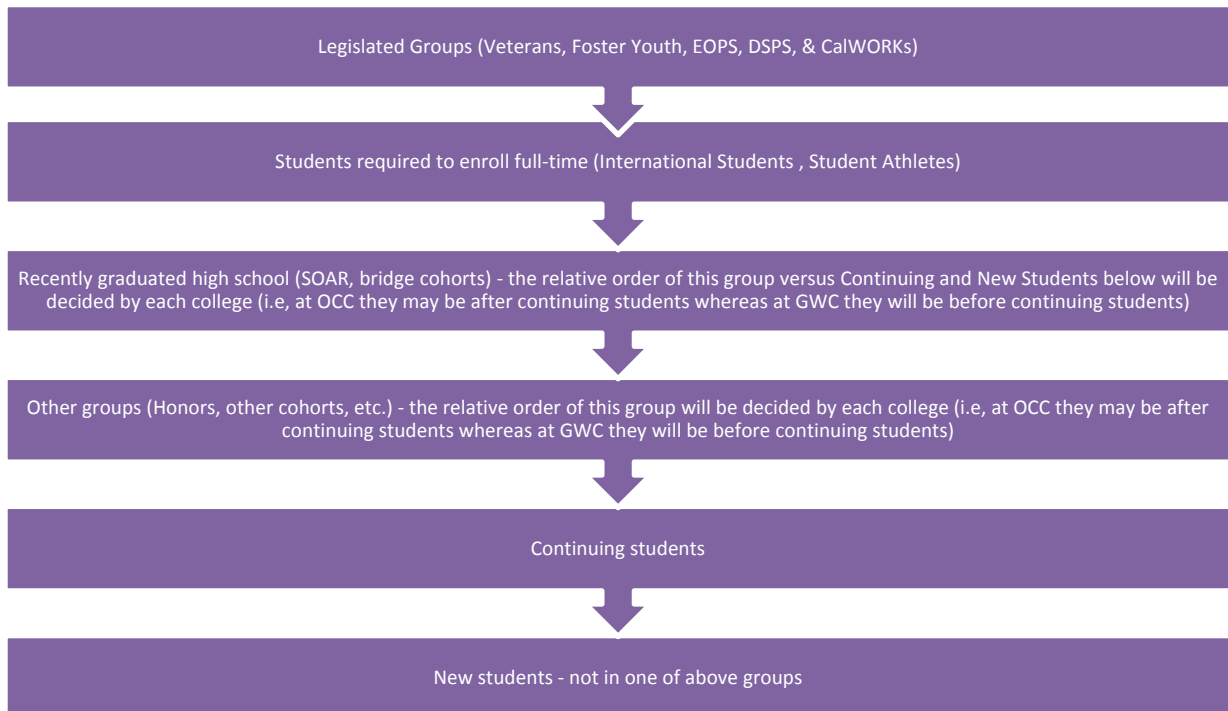 Legislated Groups (Veterans, Foster Youth, EOPS, DSPS, & CalWORKs)
Students required to enroll full-time (International Students , Student Athletes)
Recently graduated high school (SOAR, bridge cohorts) - the relative order of this group versus Continuing and New Students below will be
decided by each college (i.e, at OCC they may be after continuing students whereas at GWC they will be before continuing students)
Other groups (Honors, other cohorts, etc.) - the relative order of this group will be decided by each college (i.e, at OCC they may be after
continuing students whereas at GWC they will be before continuing students)
Continuing students
New students - not in one of above groups